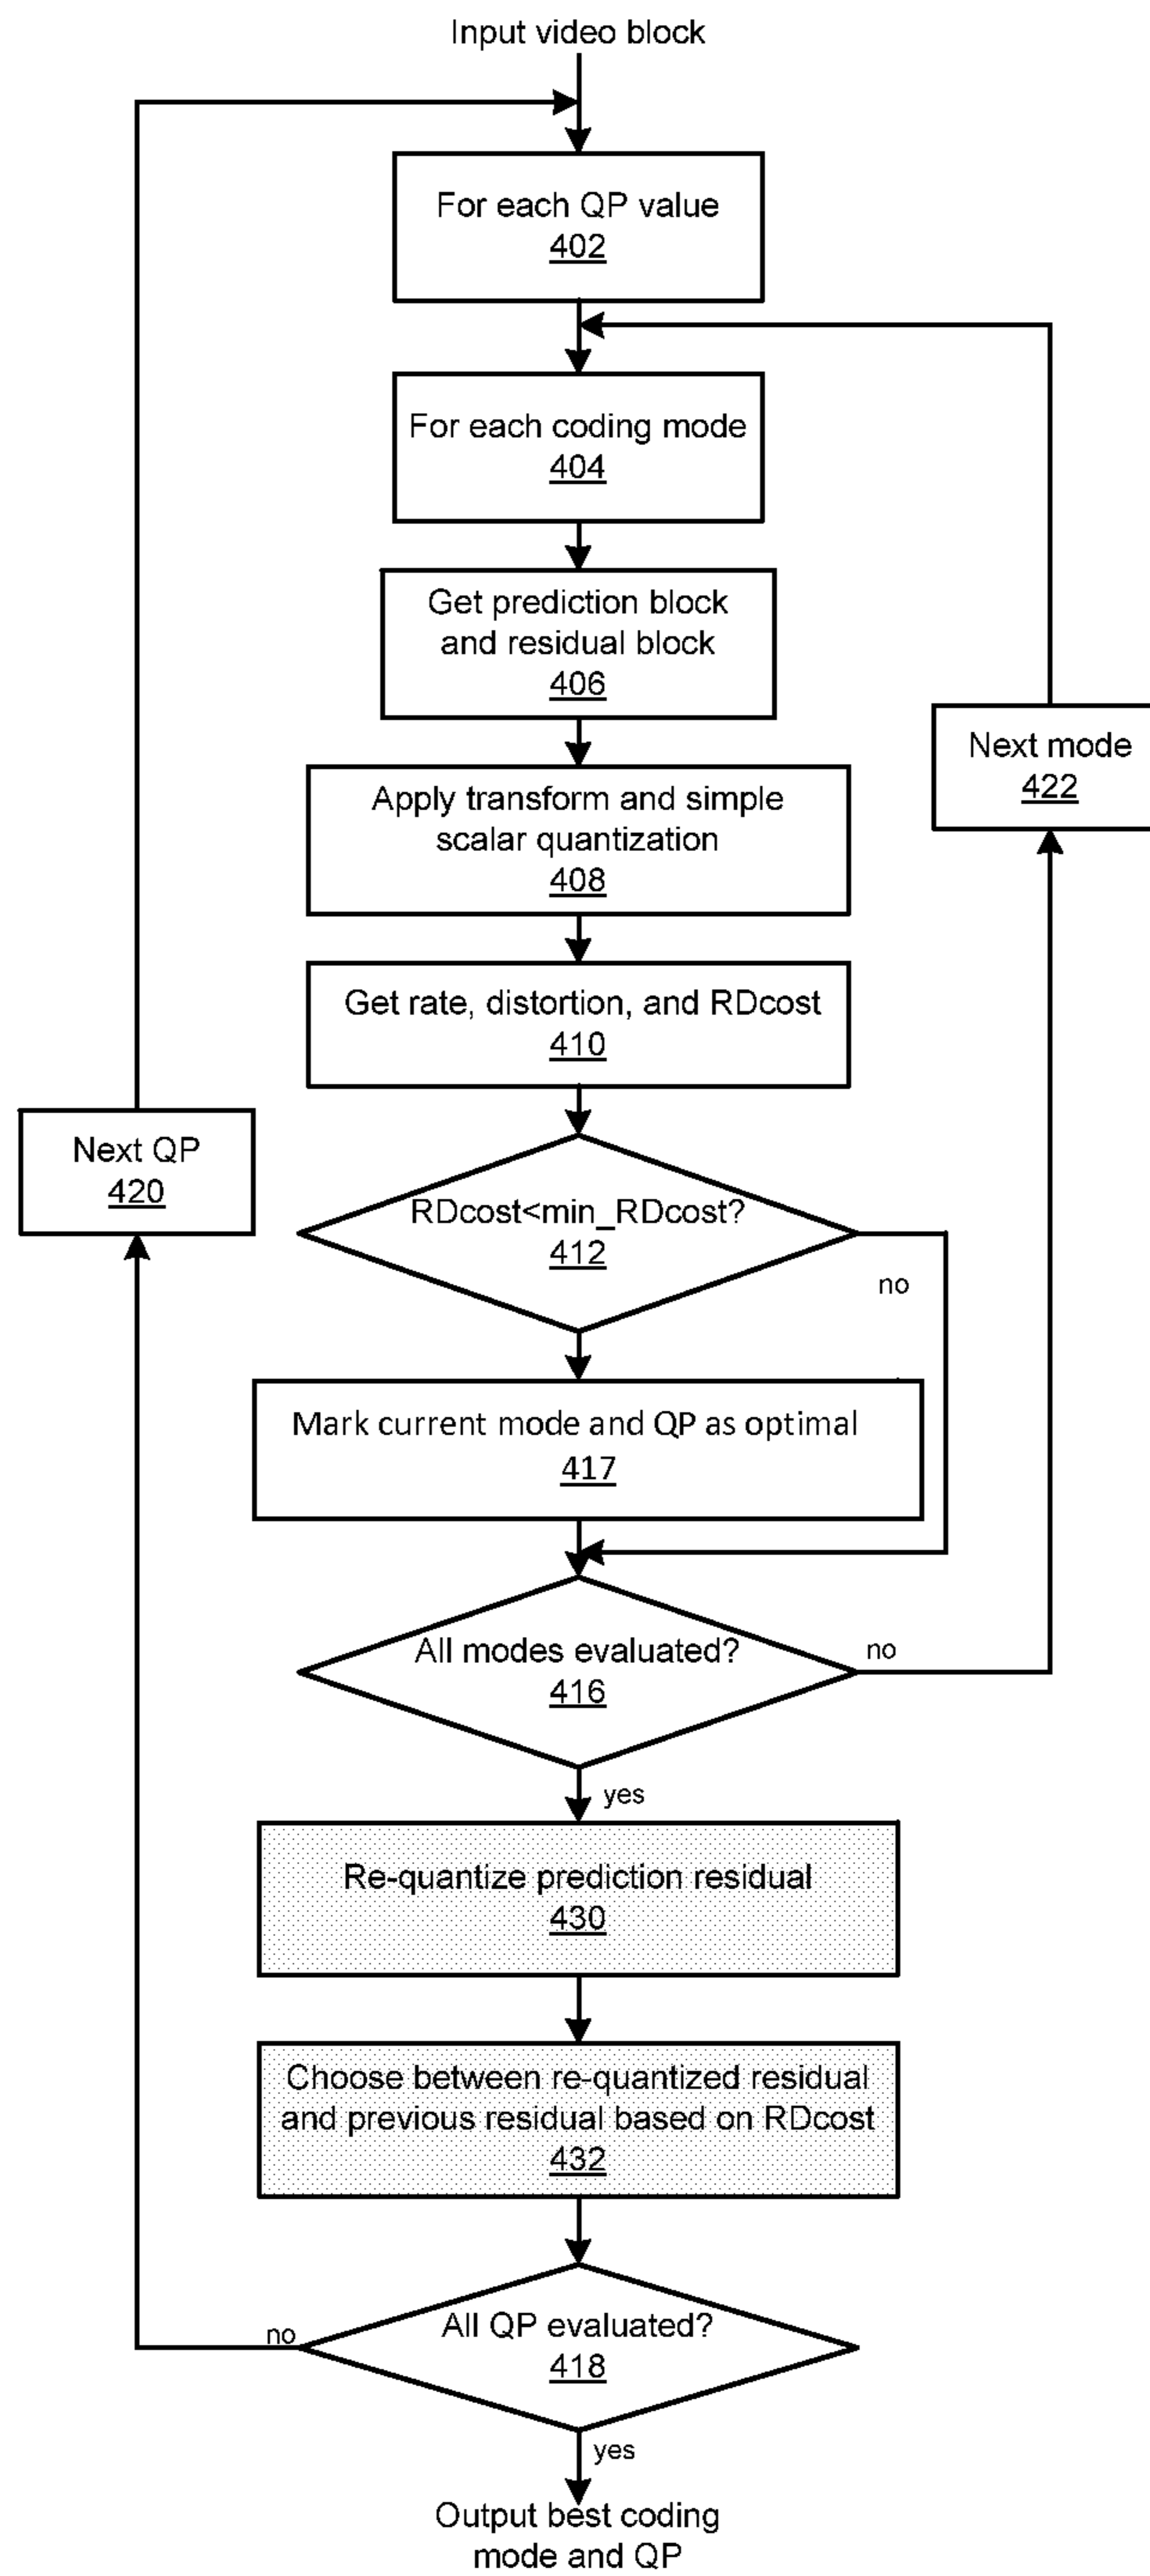 Input video block
For each QP value
402
For each coding mode
404
Get prediction block
and residual block
406
Next mode
422
Apply transform and simple
scalar quantization
408
Get rate, distortion, and RDcost
410
Next QP
420
RDcost<min_RDcost?
412
no
Mark current mode and QP as optimal
417
All modes evaluated?
416
no
yes
Re-quantize prediction residual
430
Choose between re-quantized residual
and previous residual based on RDcost
432
All QP evaluated?
418
no
yes
Output best coding
mode and QP